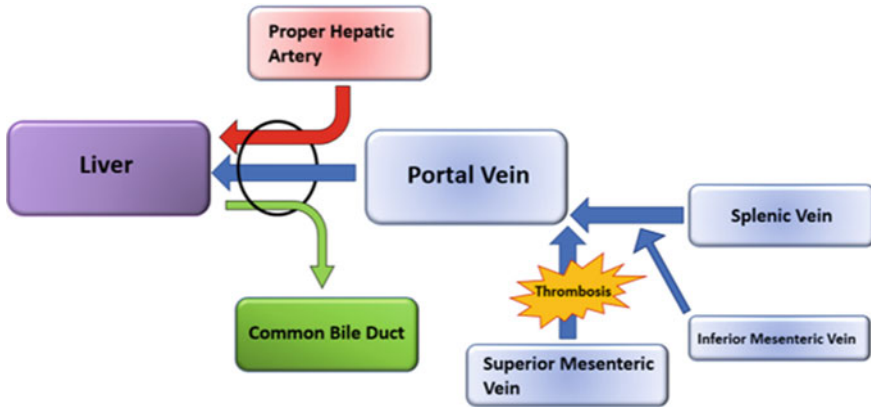 Proper Hepatic
Artery
Liver
Portal Vein
Splenic Vein
Thrombosis
Common Bile Duct
Inferior Mesenteric Vein
Superior Mesenteric
Vein